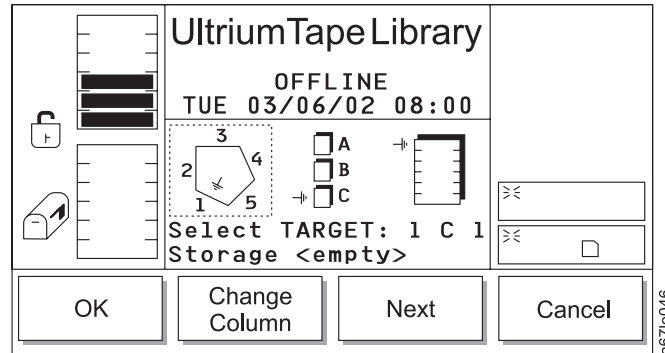 UltriumTapeLibrary
OFFLINE
TUE 03/06/02 08:00
3
4
2
1
5
A
B
C
Select TARGET: 1 C 1
Storage <empty>
OK
Change
Column
Next
Cancel